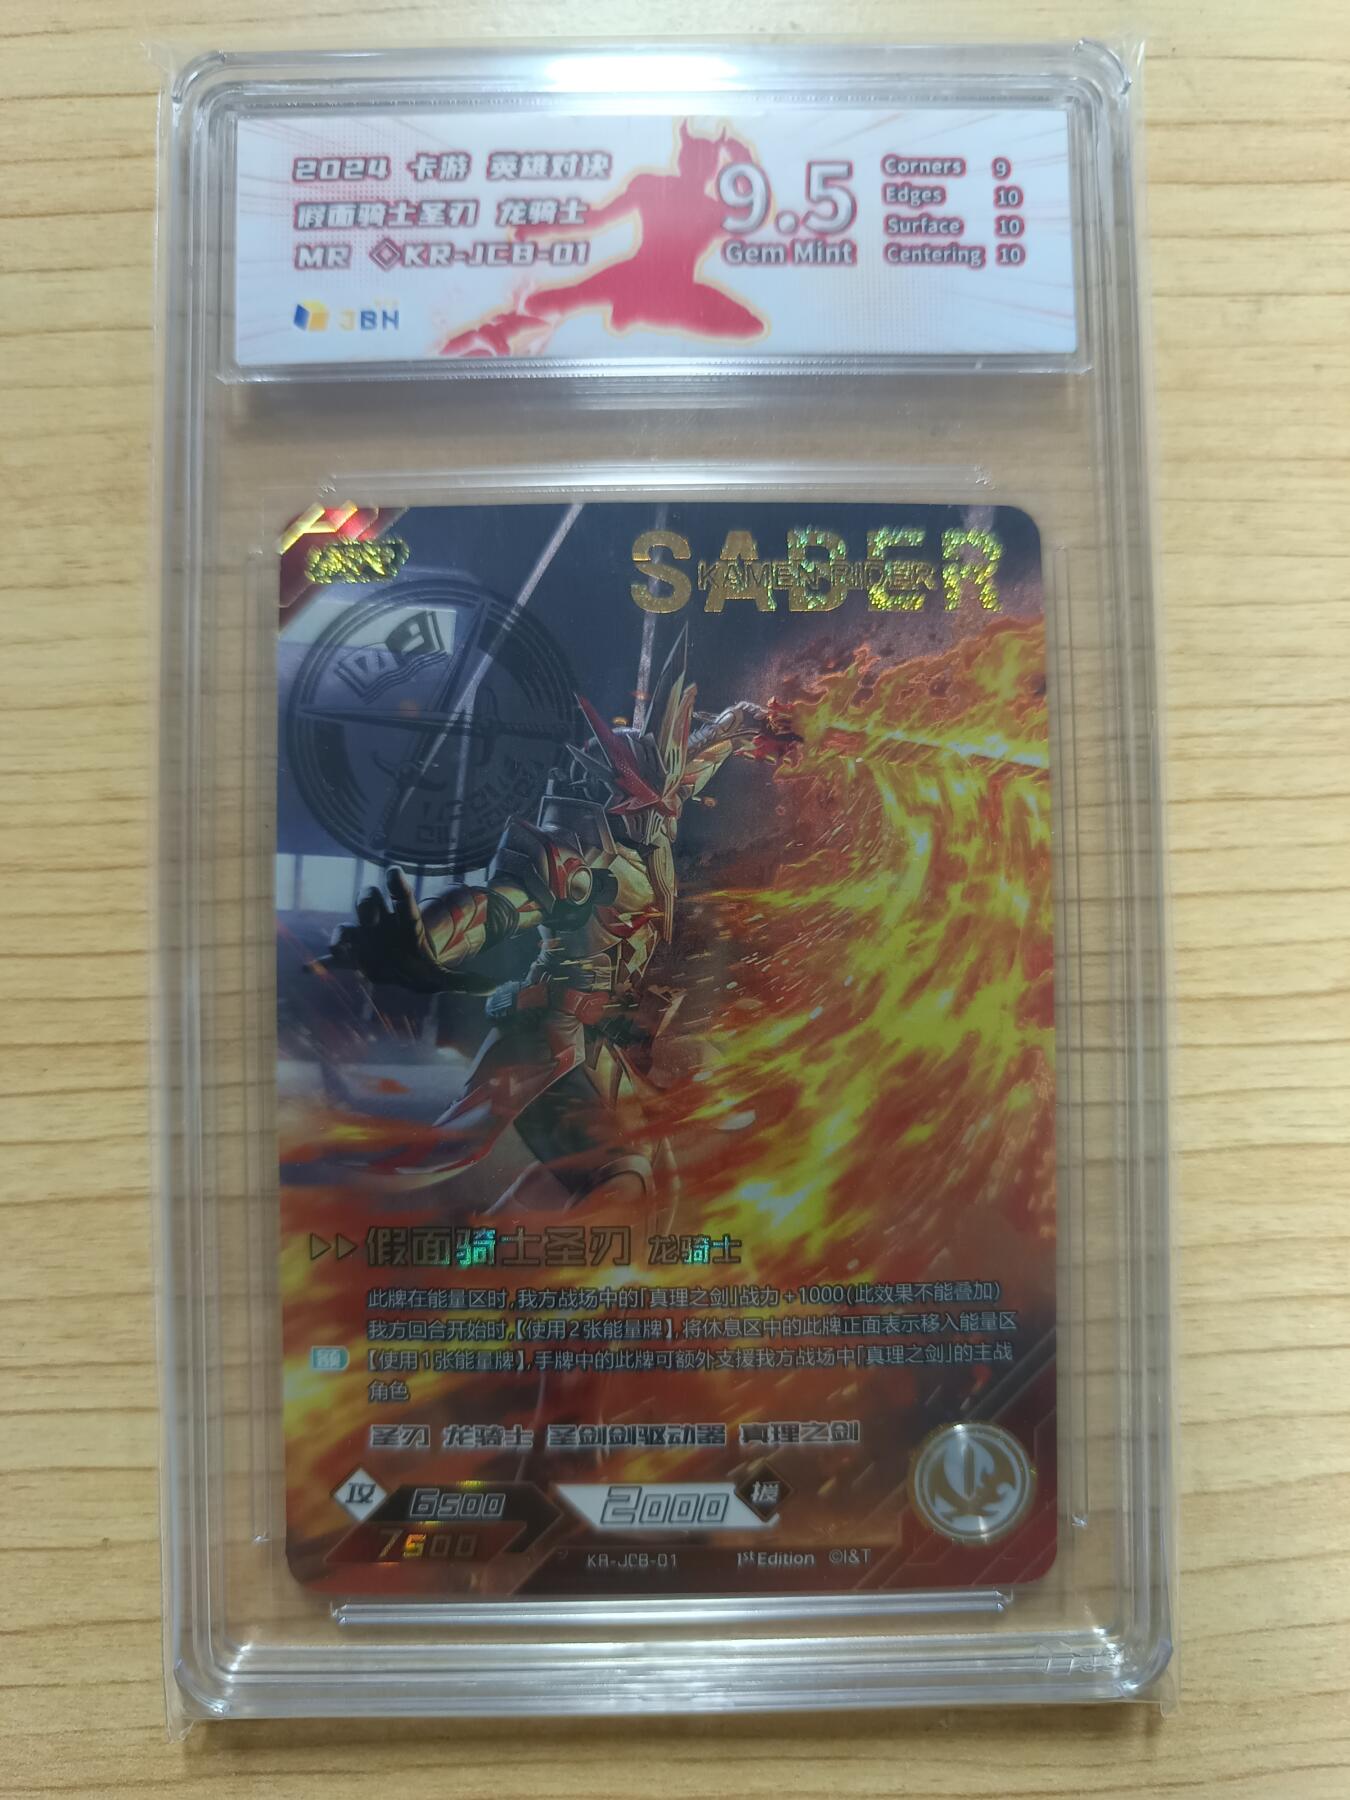 2024 卡游 英雄对决
假面骑士圣刃 龙骑士
MR KR-JCB-01
JBH
9.5
Gem Mint
Corners 9
Edges 10
Surface 10
Centering 10
SABER
KAMEN RIDER
假面骑士圣刃 龙骑士
此牌在能量区时,我方战场中的「真理之剑」战力+1000(此效果不能叠加)
我方回合开始时,【使用2张能量牌】,将休息区中的此牌正面表示移入能量区
额 【使用1张能量牌】,手牌中的此牌可额外支援我方战场中「真理之剑」的主战
角色
圣刃 龙骑士 圣剑剑驱动器 真理之剑
攻 6500 2000 援
7500
KR-JCB-01 1st Edition ©I&T